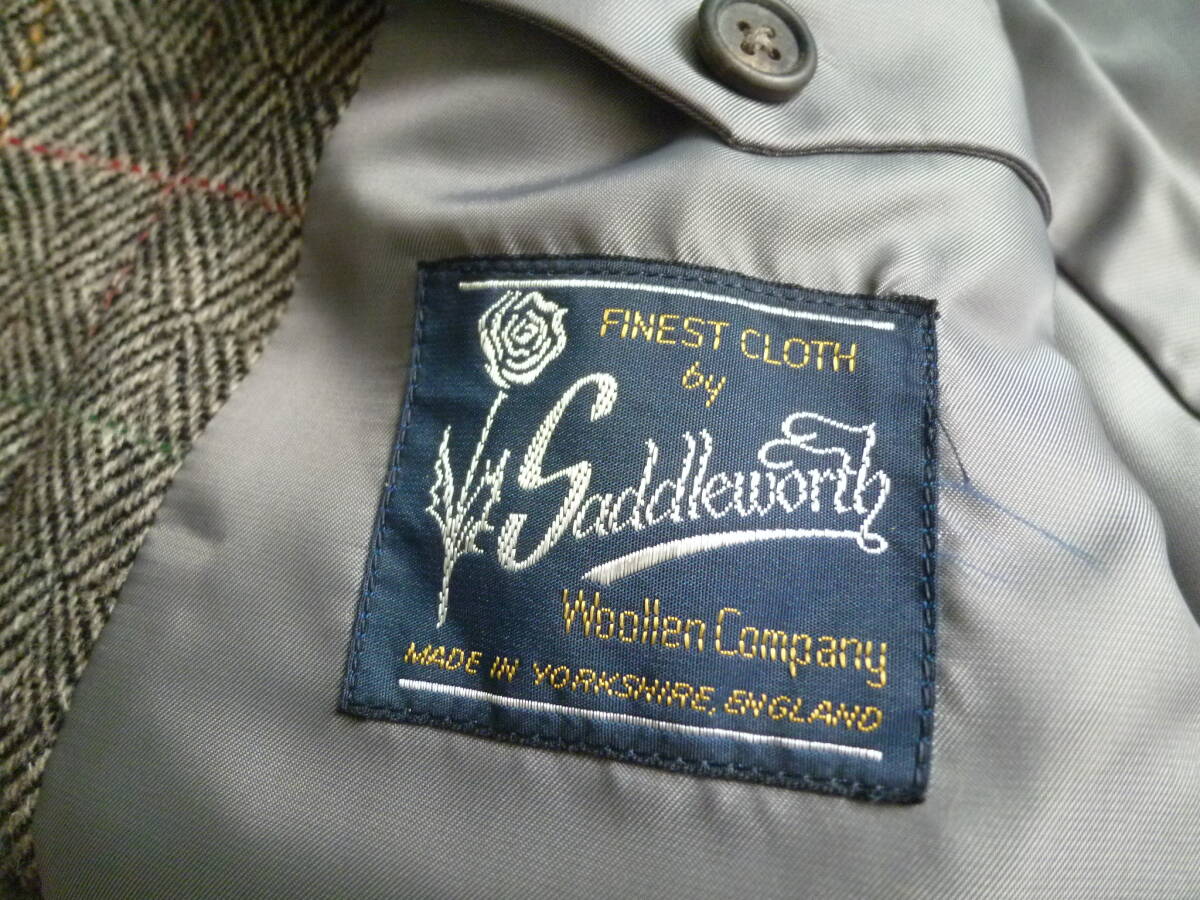 FINEST CLOTH
by
Saddleworth
Woollen Company
MADE IN YORKSHIRE, ENGLAND